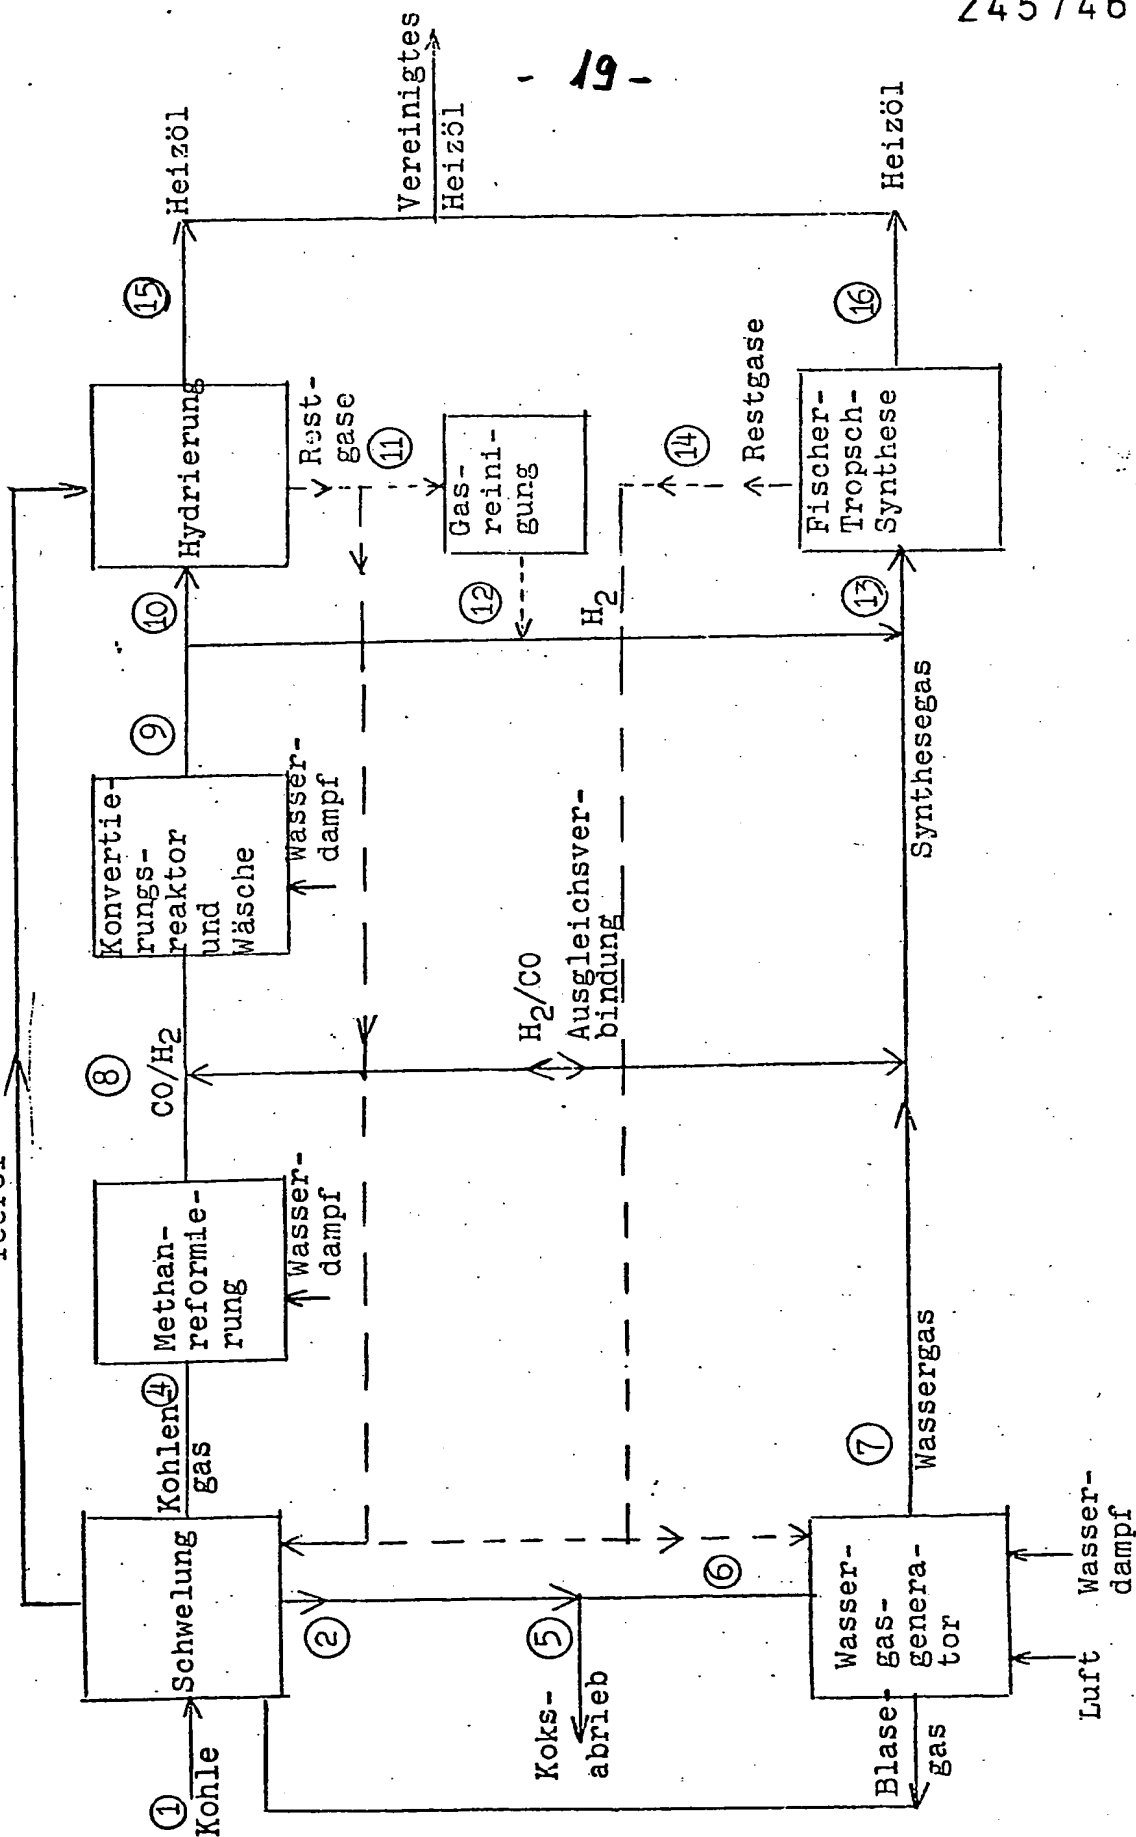 - 19 -
Teeröl
① Kohle
Schwelung
②
④
Kohlen-
gas
Methan-
reformie-
rung
Wasser-
dampf
⑧
CO/H₂
Konvertie-
rungs-
reaktor
und
Wäsche
Wasser-
dampf
⑨
⑩
Hydrierung
⑮
Heizöl
Rest-
gase
⑪
Gas-
reini-
gung
⑫
Vereinigtes
Heizöl
H₂
H₂/CO
Ausgleichsver-
bindung
⑤
Koks-
abrieb
⑥
Wasser-
gas-
genera-
tor
Blase-
gas
Luft
Wasser-
dampf
⑦
Wassergas
Synthesegas
⑬
Fischer-
Tropsch-
Synthese
Restgase
⑭
⑯
Heizöl